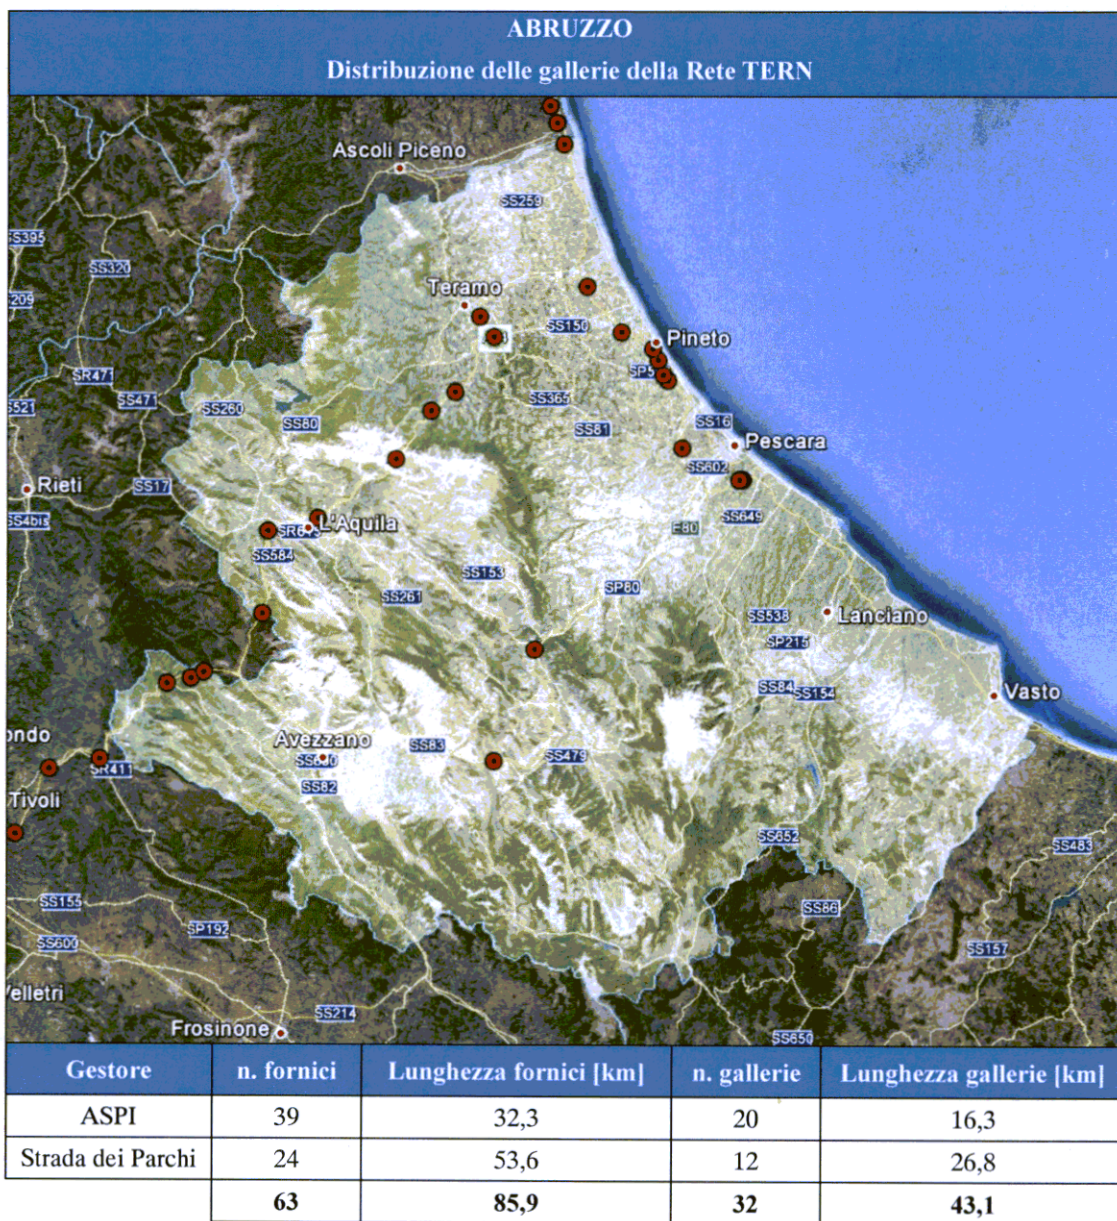 ABRUZZO
Distribuzione delle gallerie della Rete TERN
Ascoli Piceno
SS259
SS395
SS320
Teramo
SS150
Pineto
SP5
SR471
SS471
SS521
SS260
SS80
SS365
SS81
SS16
Pescara
SS602
Rieti
SS17
SS4bis
L'Aquila
SS649
E80
SS584
SS153
SS261
SP80
SS538
Lanciano
SP215
SS84
SS154
Vasto
ondo
Avezzano
SS83
SS479
SR411
SS82
Tivoli
SS652
SS483
SS155
SS86
SP192
SS600
SS157
Velletri
SS214
Frosinone
SS650
Gestore n. fornici Lunghezza fornici [km] n. gallerie Lunghezza gallerie [km]
ASPI 39 32,3 20 16,3
Strada dei Parchi 24 53,6 12 26,8
63 85,9 32 43,1